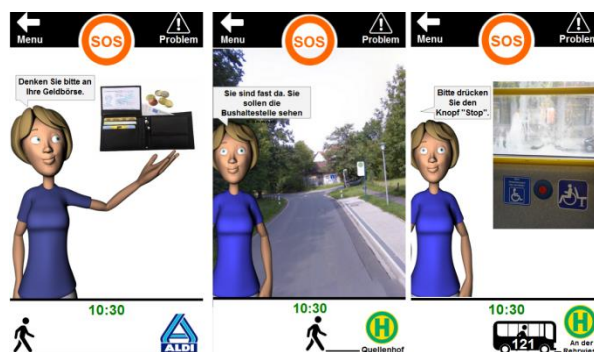 Menu
SOS
Problem
Denken Sie bitte an
Ihre Geldbörse.
10:30
ALDI
Menu
SOS
Problem
Sie sind fast da. Sie
sollen die
Bushaltestelle sehen
10:30
H
Quellenhof
Menu
SOS
Problem
Bitte drücken
Sie den
Knopf "Stop".
10:30
121
H
An der